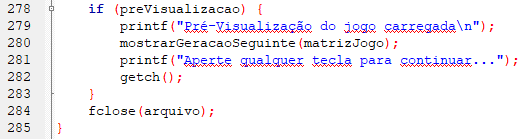 278 if (preVisualizacao) {
279 printf("Pré-Visualização do jogo carregada\n");
280 mostrarGeracaoSeguinte(matrizJogo);
281 printf("Aperte qualquer tecla para continuar...");
282 getch();
283 }
284 fclose(arquivo);
285 }